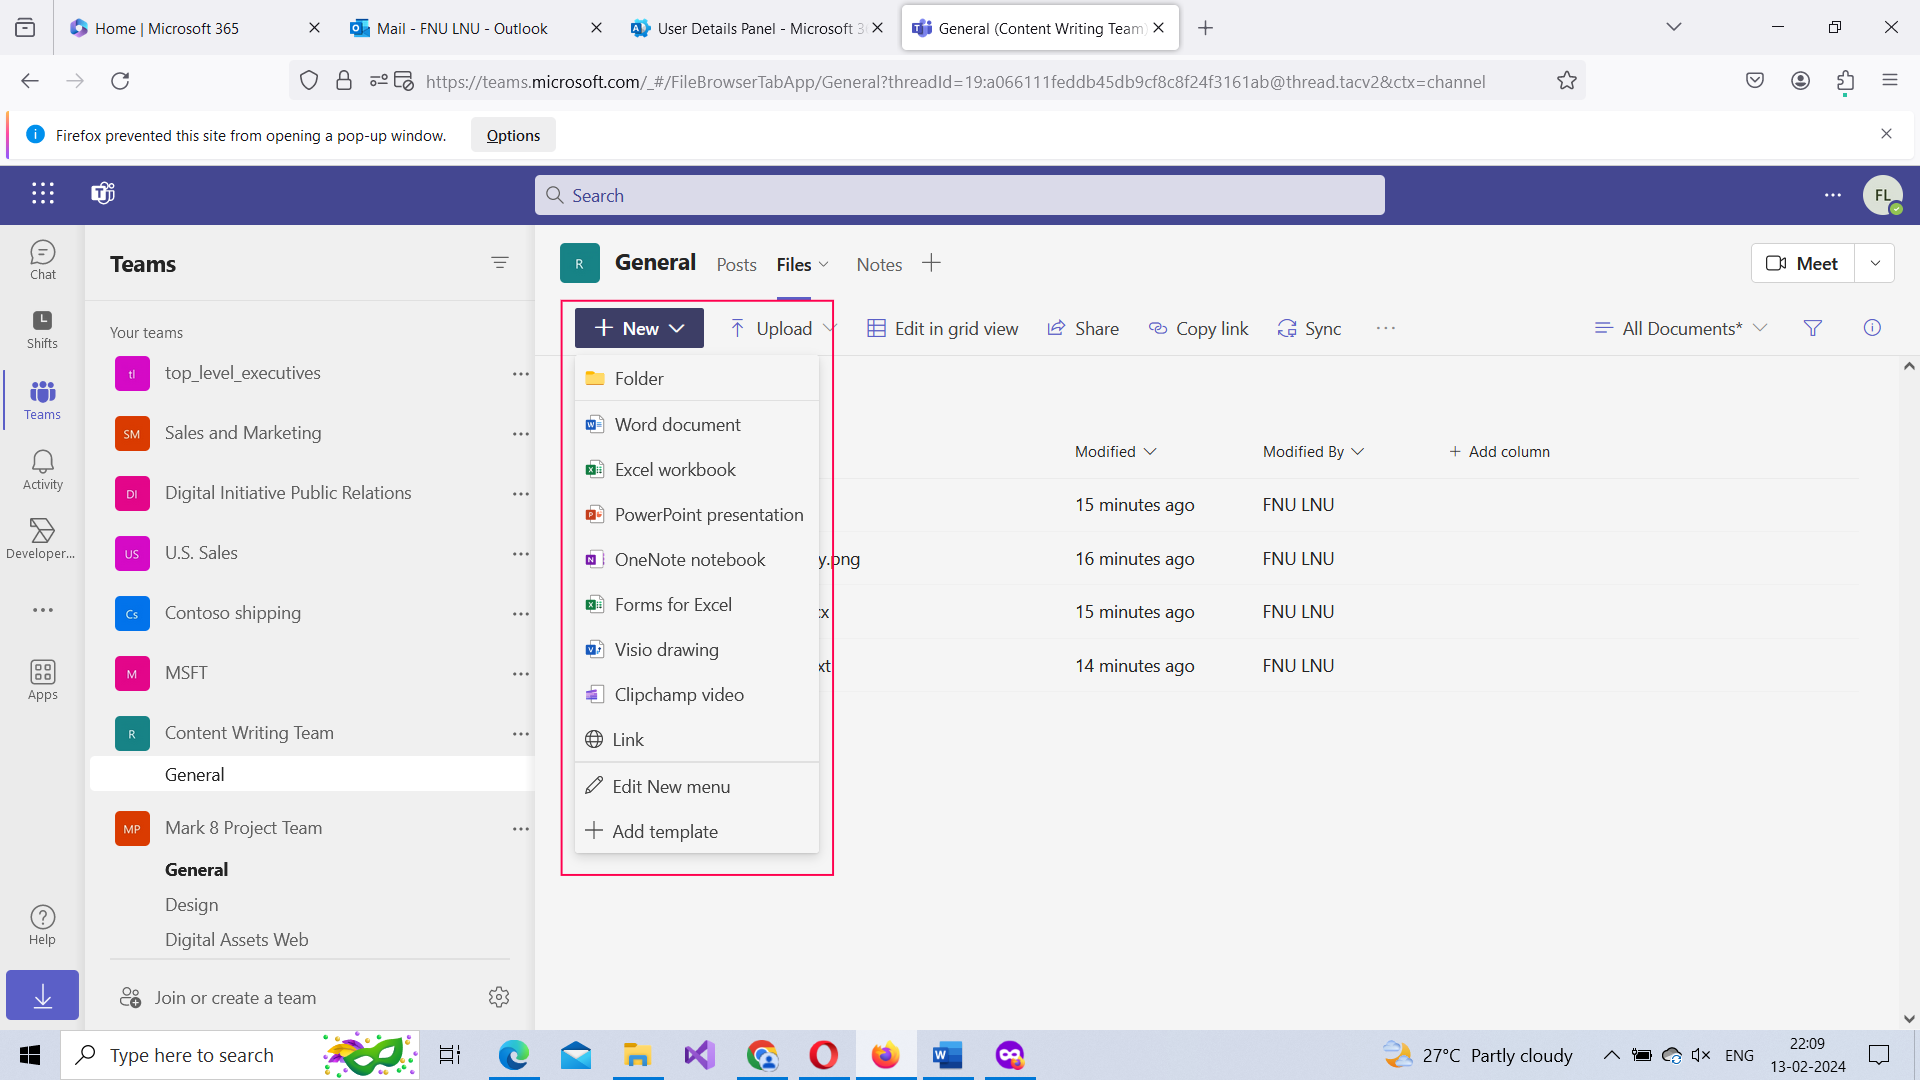 Home | Microsoft 365
Mail - FNU LNU - Outlook
User Details Panel - Microsoft 3
General (Content Writing Team)
https://teams.microsoft.com/_#/FileBrowserTabApp/General?threadId=19:a066111feddb45db9cf8c8f24f3161ab@thread.tacv2&ctx=channel
Firefox prevented this site from opening a pop-up window. Options
Search
FL
Chat
Shifts
Teams
Activity
Developer...
Apps
Help
Teams
Your teams
tl top_level_executives
SM Sales and Marketing
DI Digital Initiative Public Relations
US U.S. Sales
Cs Contoso shipping
M MSFT
R Content Writing Team
General
MP Mark 8 Project Team
General
Design
Digital Assets Web
Join or create a team
R General Posts Files Notes
Meet
New Upload Edit in grid view Share Copy link Sync All Documents*
Folder
Word document
Excel workbook
PowerPoint presentation
OneNote notebook
Forms for Excel
Visio drawing
Clipchamp video
Link
Edit New menu
Add template
Modified Modified By Add column
15 minutes ago FNU LNU
y.png 16 minutes ago FNU LNU
cx 15 minutes ago FNU LNU
xt 14 minutes ago FNU LNU
Type here to search
27°C Partly cloudy
ENG
22:09
13-02-2024